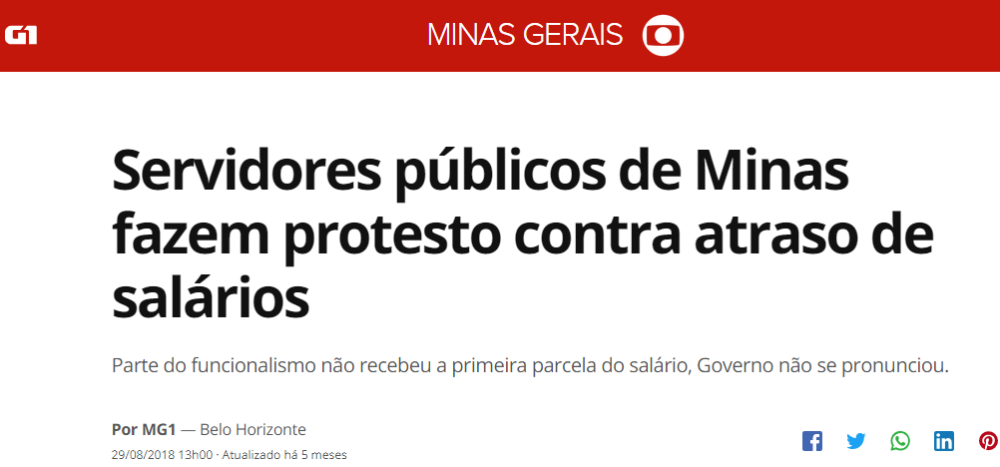 G1
MINAS GERAIS
Servidores públicos de Minas
fazem protesto contra atraso de
salários
Parte do funcionalismo não recebeu a primeira parcela do salário, Governo não se pronunciou.
Por MG1 — Belo Horizonte
29/08/2018 13h00 · Atualizado há 5 meses